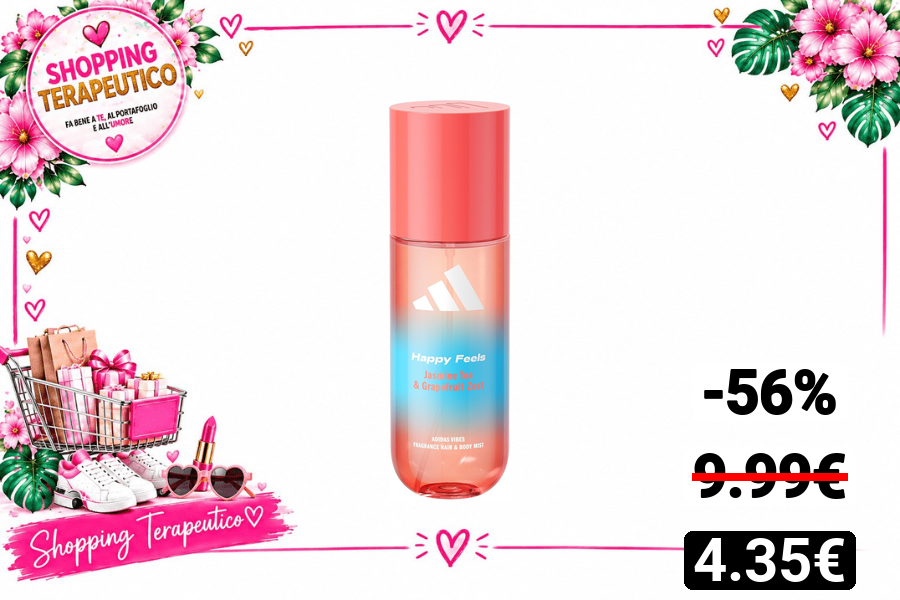 SHOPPING
TERAPEUTICO
FA BENE A TE, AL PORTAFOGLIO
E ALL'UMORE
Happy Feels
Jasmine Tea
& Grapefruit Zest
ADIDAS VIBES
FRAGRANCE HAIR & BODY MIST
-56%
9.99€
4.35€
Shopping Terapeutico